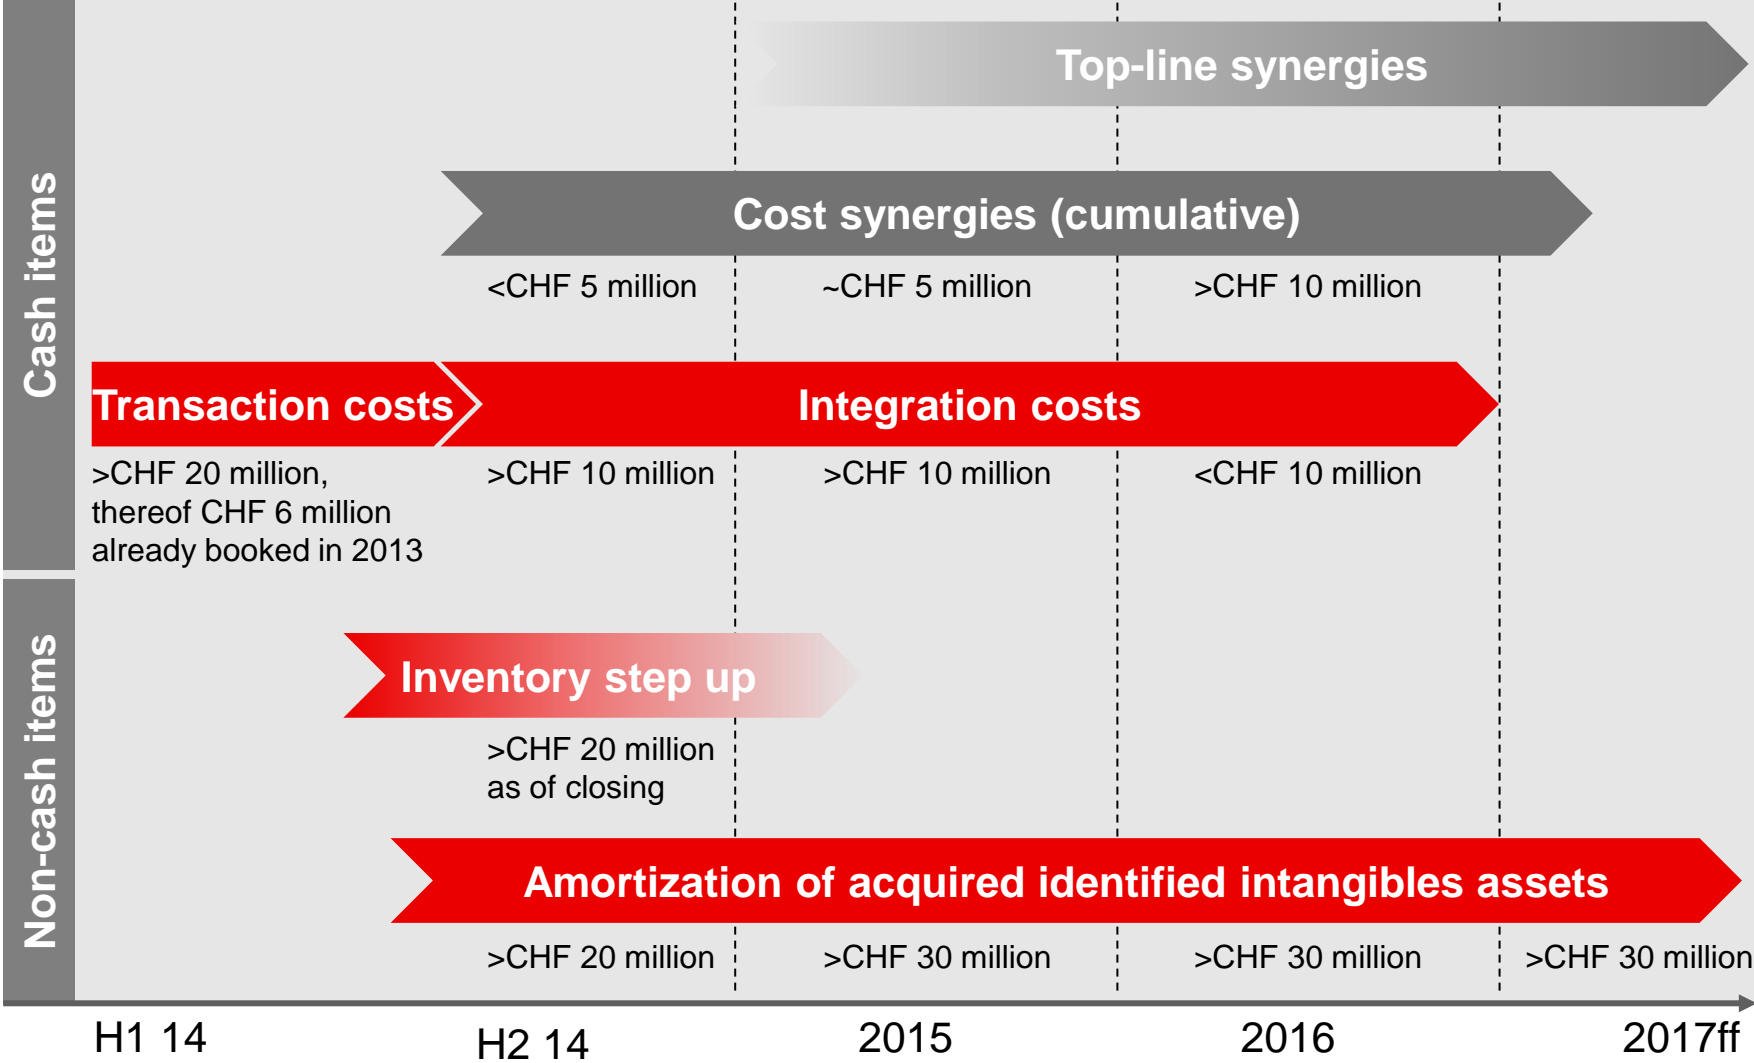 Cash items
Top-line synergies
Cost synergies (cumulative)
<CHF 5 million
~CHF 5 million
>CHF 10 million
Transaction costs
Integration costs
>CHF 20 million,
thereof CHF 6 million
already booked in 2013
>CHF 10 million
>CHF 10 million
<CHF 10 million
Non-cash items
Inventory step up
>CHF 20 million
as of closing
Amortization of acquired identified intangibles assets
>CHF 20 million
>CHF 30 million
>CHF 30 million
>CHF 30 million
H1 14
H2 14
2015
2016
2017ff